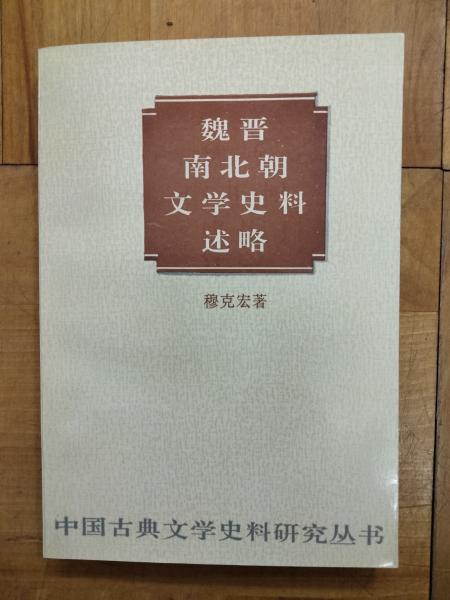 魏晋
南北朝
文学史料
述略
穆克宏著
中国古典文学史料研究丛书